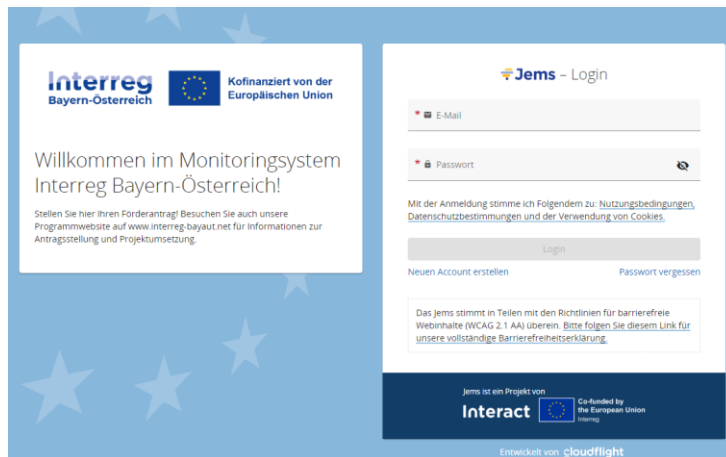 Interreg
Bayern-Österreich
Kofinanziert von der
Europäischen Union
Willkommen im Monitoringsystem
Interreg Bayern-Österreich!
Stellen Sie hier Ihren Förderantrag! Besuchen Sie auch unsere
Programmwebsite auf www.interreg-bayaut.net für Informationen zur
Antragsstellung und Projektumsetzung.
Jems – Login
* E-Mail
* Passwort
Mit der Anmeldung stimme ich Folgendem zu: Nutzungsbedingungen,
Datenschutzbestimmungen und der Verwendung von Cookies.
Login
Neuen Account erstellen
Passwort vergessen
Das Jems stimmt in Teilen mit den Richtlinien für barrierefreie
Webinhalte (WCAG 2.1 AA) überein. Bitte folgen Sie diesem Link für
unsere vollständige Barrierefreiheitserklärung.
Jems ist ein Projekt von
Interact
Co-funded by
the European Union
Interreg
Entwickelt von cloudflight